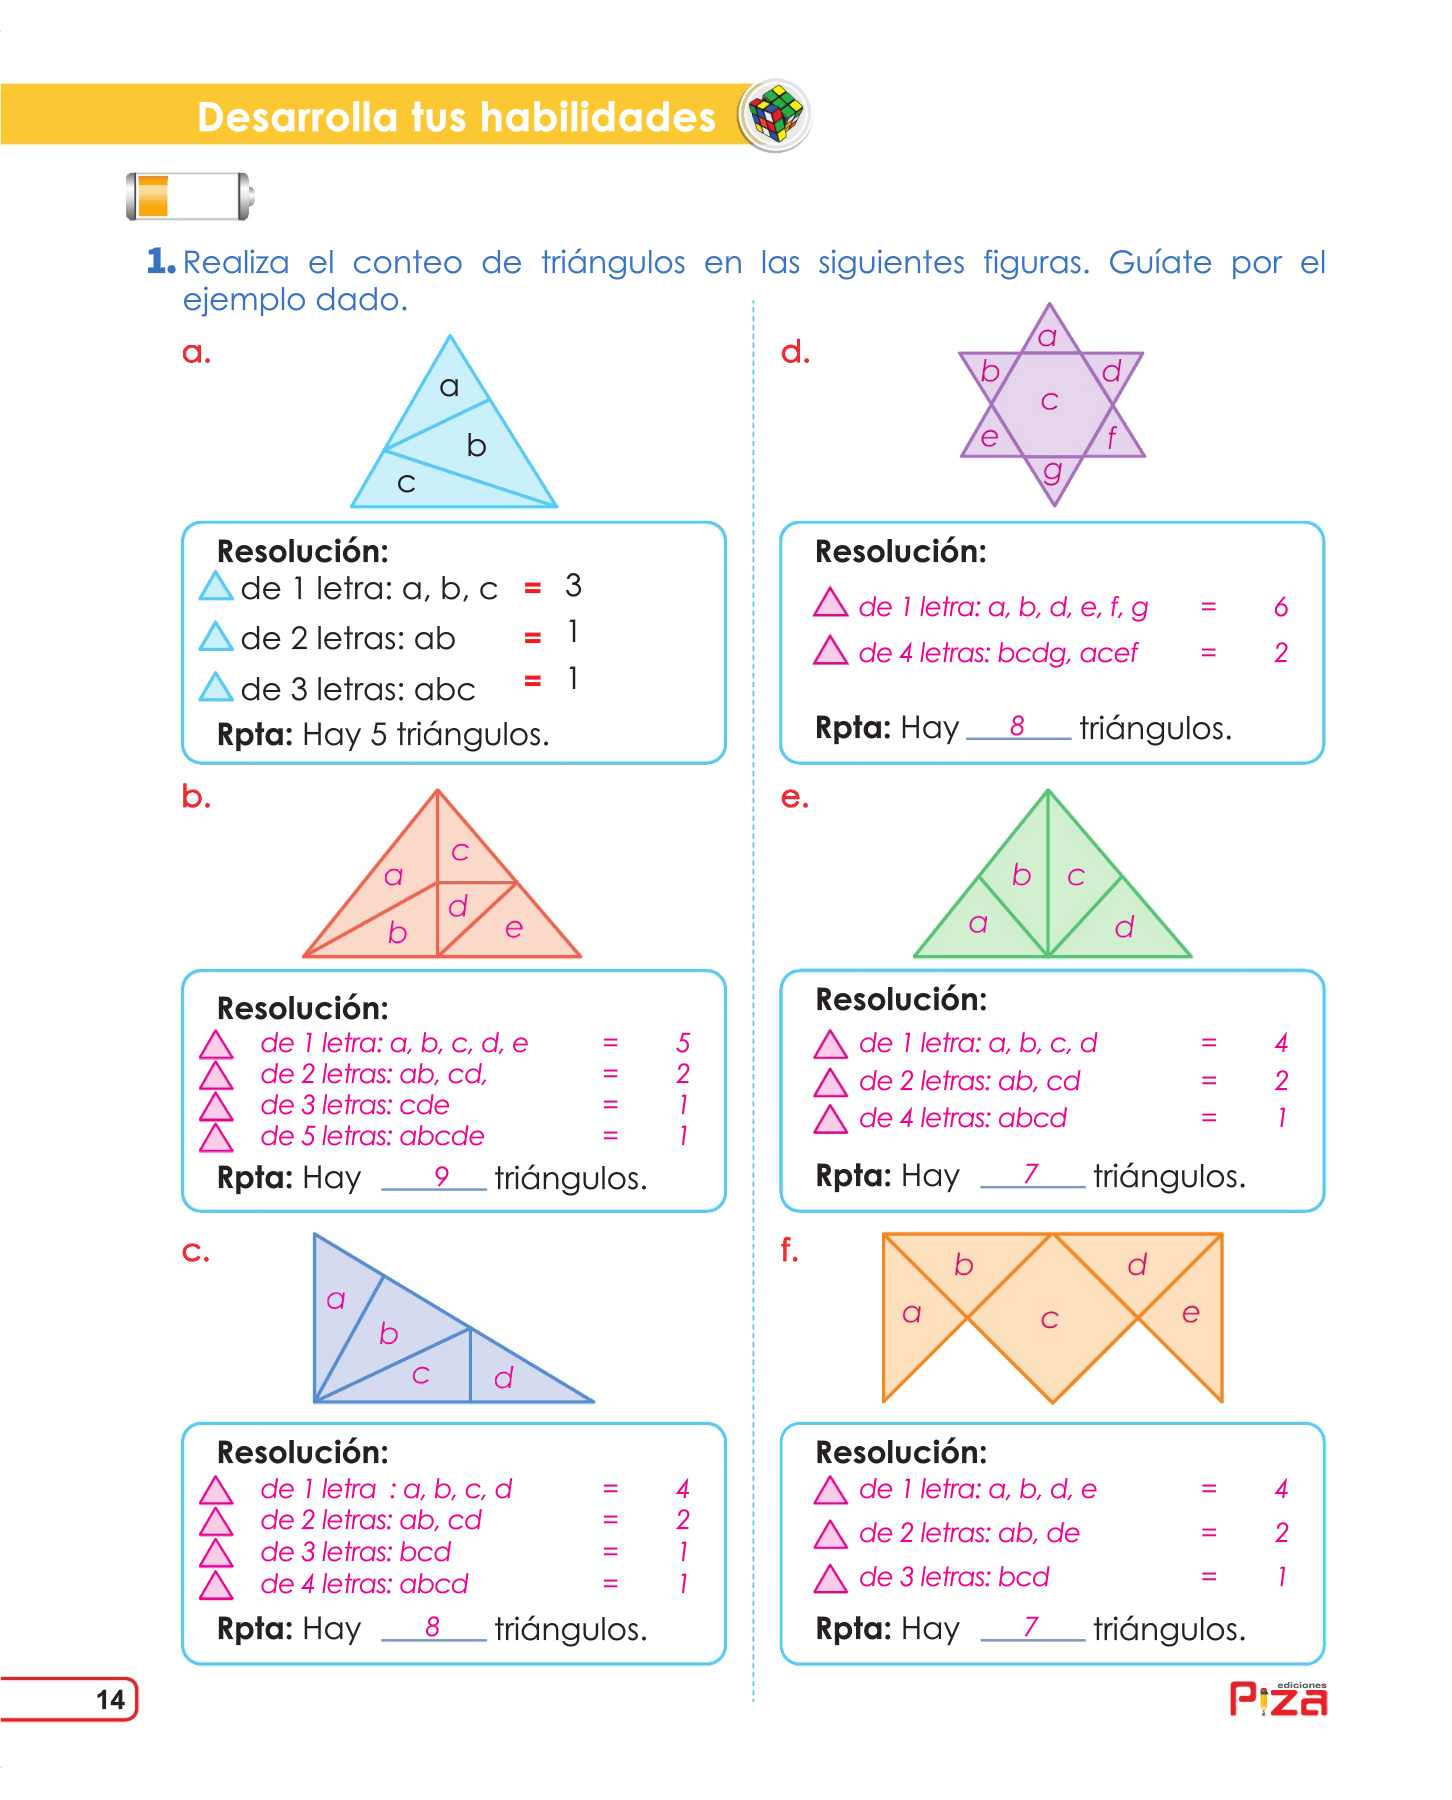 Desarrolla tus habilidades
1. Realiza el conteo de triángulos en las siguientes figuras. Guíate por el
ejemplo dado.
a.
a
b
c
Resolución:
de 1 letra: a, b, c = 3
de 2 letras: ab = 1
de 3 letras: abc = 1
Rpta: Hay 5 triángulos.
b.
c
a
d
b
e
Resolución:
de 1 letra: a, b, c, d, e = 5
de 2 letras: ab, cd, = 2
de 3 letras: cde = 1
de 5 letras: abcde = 1
Rpta: Hay 9 triángulos.
c.
a
b
c
d
Resolución:
de 1 letra : a, b, c, d = 4
de 2 letras: ab, cd = 2
de 3 letras: bcd = 1
de 4 letras: abcd = 1
Rpta: Hay 8 triángulos.
d.
a
b d
c
e f
g
Resolución:
de 1 letra: a, b, d, e, f, g = 6
de 4 letras: bcdg, acef = 2
Rpta: Hay 8 triángulos.
e.
b c
a d
Resolución:
de 1 letra: a, b, c, d = 4
de 2 letras: ab, cd = 2
de 4 letras: abcd = 1
Rpta: Hay 7 triángulos.
f.
b d
a c e
Resolución:
de 1 letra: a, b, d, e = 4
de 2 letras: ab, de = 2
de 3 letras: bcd = 1
Rpta: Hay 7 triángulos.
14
ediciones
Piza